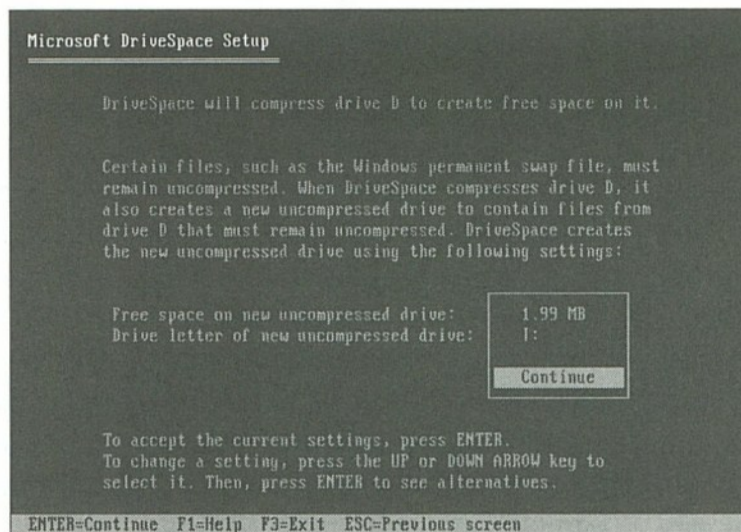 Microsoft DriveSpace Setup
DriveSpace will compress drive D to create free space on it.
Certain files, such as the Windows permanent swap file, must
remain uncompressed. When DriveSpace compresses drive D, it
also creates a new uncompressed drive to contain files from
drive D that must remain uncompressed. DriveSpace creates
the new uncompressed drive using the following settings:
Free space on new uncompressed drive: 1.99 MB
Drive letter of new uncompressed drive:
Continue
To accept the current settings, press ENTER.
To change a setting, press the UP or DOWN ARROW key to
select it. Then, press ENTER to see alternatives.
ENTER=Continue F1=Help F3=Exit ESC=Previous screen